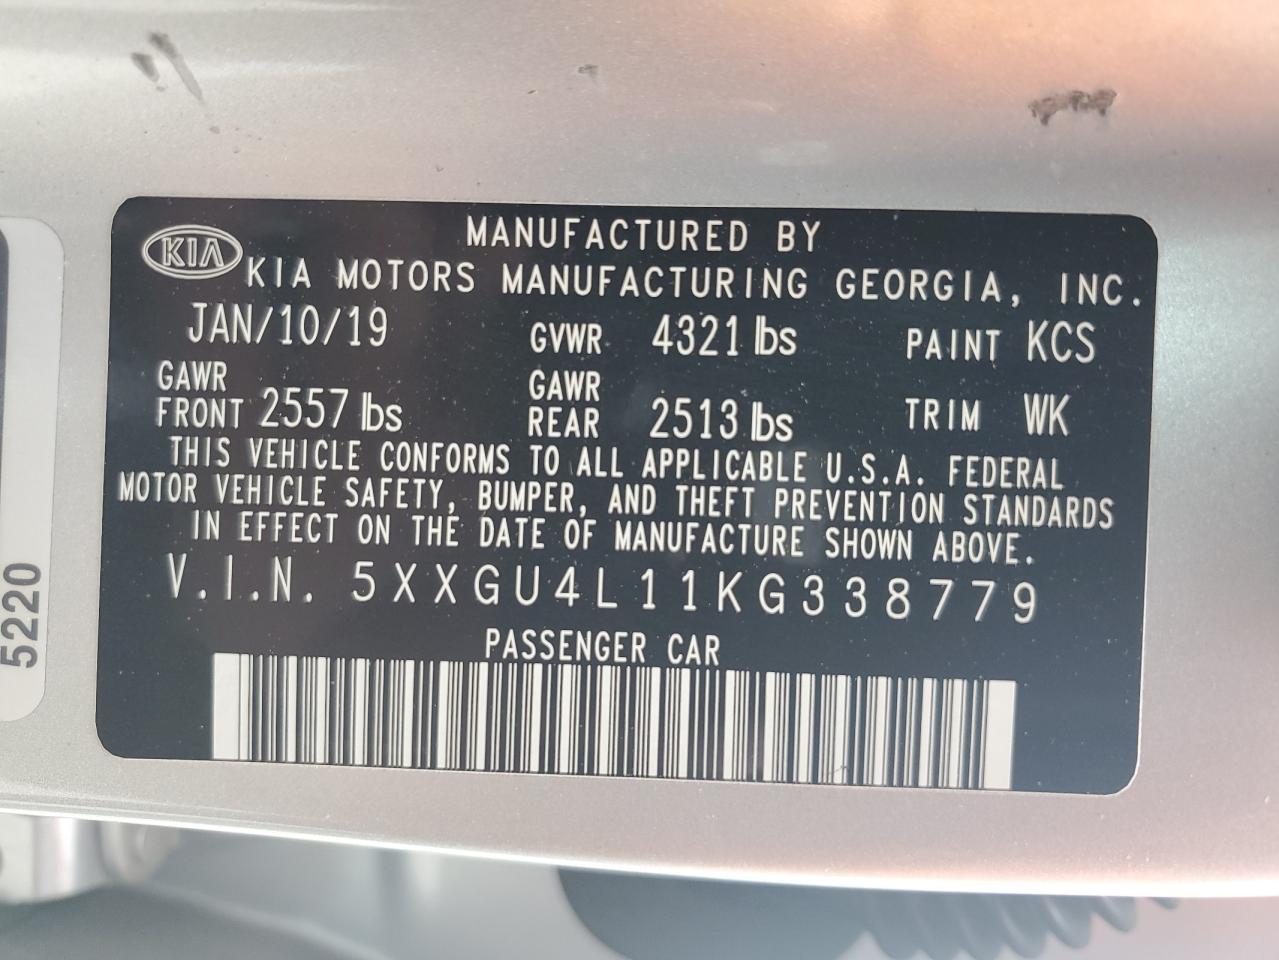 MANUFACTURED BY
KIA KIA MOTORS MANUFACTURING GEORGIA, INC.
JAN/10/19 GVWR 4321 lbs PAINT KCS
GAWR FRONT 2557 lbs GAWR REAR 2513 lbs TRIM WK
THIS VEHICLE CONFORMS TO ALL APPLICABLE U.S.A. FEDERAL
MOTOR VEHICLE SAFETY, BUMPER, AND THEFT PREVENTION STANDARDS
IN EFFECT ON THE DATE OF MANUFACTURE SHOWN ABOVE.
V.I.N. 5XXGU4L11KG338779
PASSENGER CAR
5220